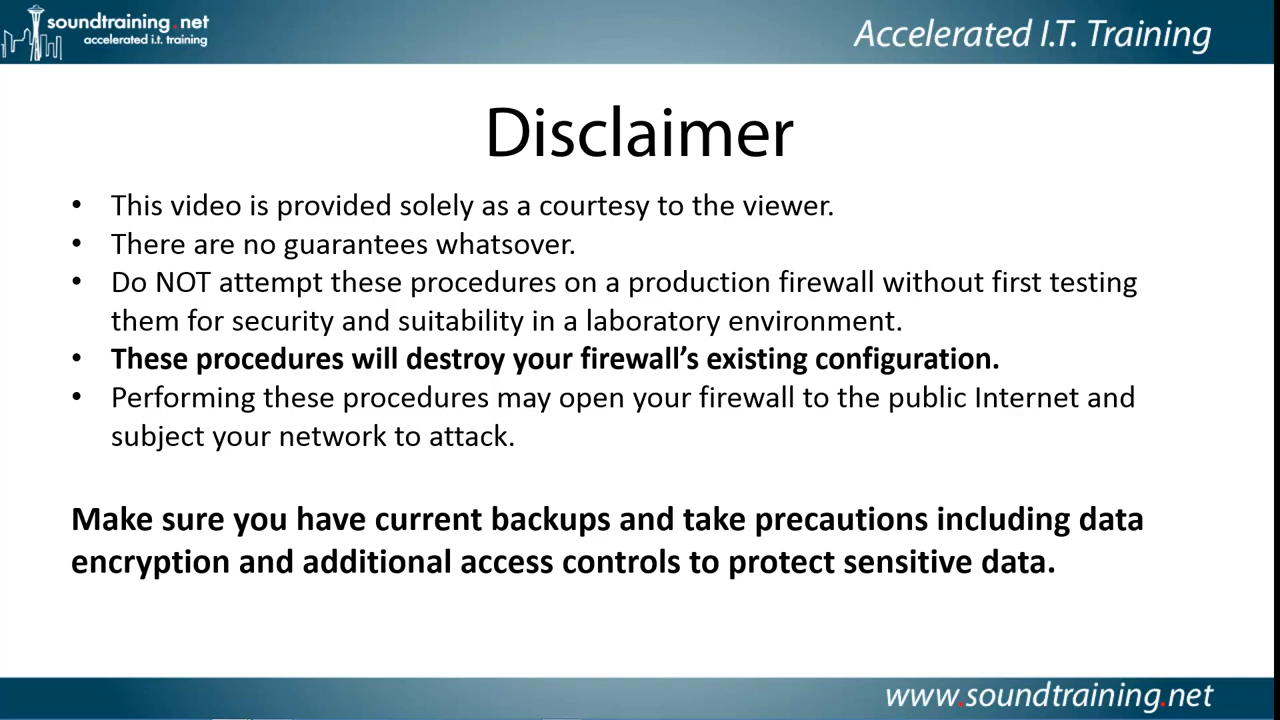 soundtraining.net
accelerated i.t. training
Accelerated I.T. Training
Disclaimer
• This video is provided solely as a courtesy to the viewer.
• There are no guarantees whatsover.
• Do NOT attempt these procedures on a production firewall without first testing
them for security and suitability in a laboratory environment.
• These procedures will destroy your firewall’s existing configuration.
• Performing these procedures may open your firewall to the public Internet and
subject your network to attack.
Make sure you have current backups and take precautions including data
encryption and additional access controls to protect sensitive data.
www.soundtraining.net